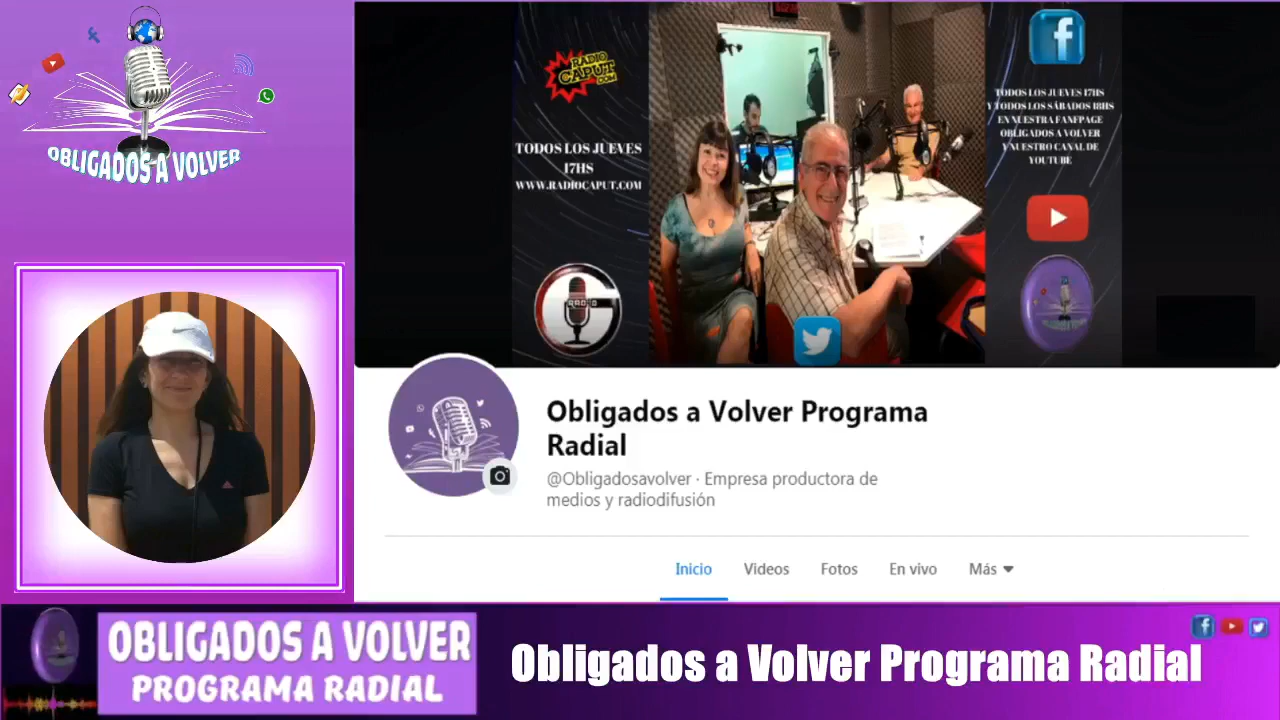 OBLIGADOS A VOLVER
RADIO
CAPUT
.COM
TODOS LOS JUEVES
17HS
WWW.RADIOCAPUT.COM
RADIO
TODOS LOS JUEVES 17HS
Y TODOS LOS SÁBADOS 18HS
EN NUESTRA FANFPAGE
OBLIGADOS A VOLVER
Y NUESTRO CANAL DE
YOUTUBE
Obligados a Volver Programa
Radial
@Obligadosavolver · Empresa productora de
medios y radiodifusión
Inicio
Videos
Fotos
En vivo
Más
OBLIGADOS A VOLVER
PROGRAMA RADIAL
Obligados a Volver Programa Radial